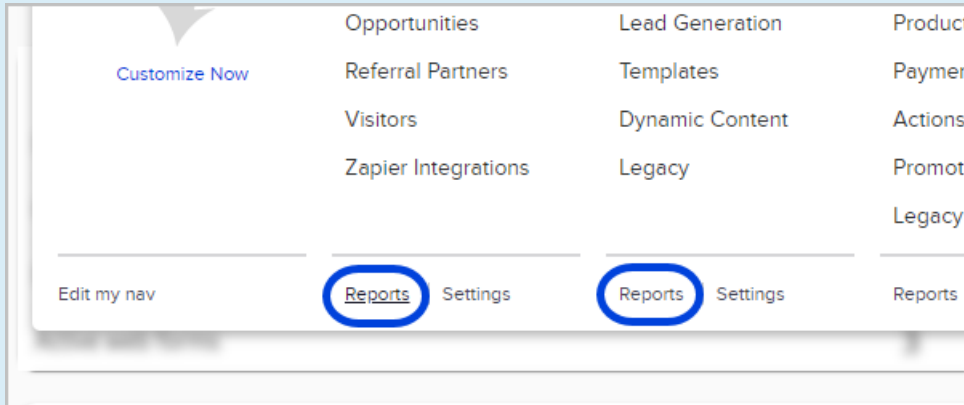 Customize Now
Edit my nav
Opportunities
Referral Partners
Visitors
Zapier Integrations
Reports Settings
Lead Generation
Templates
Dynamic Content
Legacy
Reports Settings
Actions
Legacy
Reports